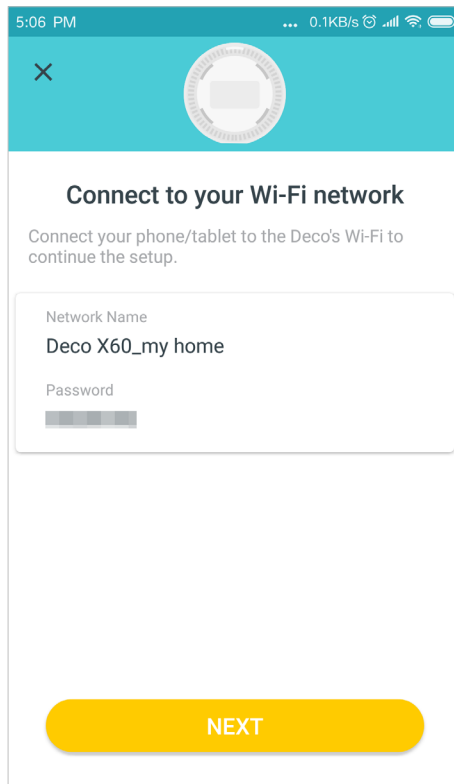 5:06 PM ... 0.1KB/s
Connect to your Wi-Fi network
Connect your phone/tablet to the Deco's Wi-Fi to
continue the setup.
Network Name
Deco X60_my home
Password
NEXT